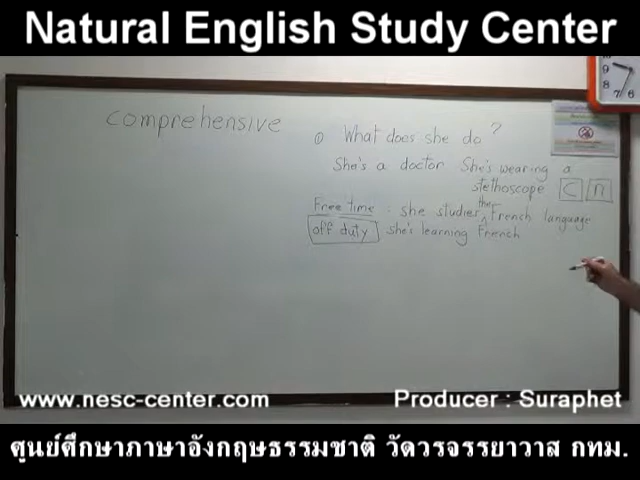 Natural English Study Center
comprehensive
① What does she do ?
She's a doctor She's wearing a
stethoscope C n
Free time : she studies the French language
off duty she's learning French
www.nesc-center.com Producer : Suraphet
ศูนย์ศึกษาภาษาอังกฤษธรรมชาติ วัดวรจรรยาวาส กทม.